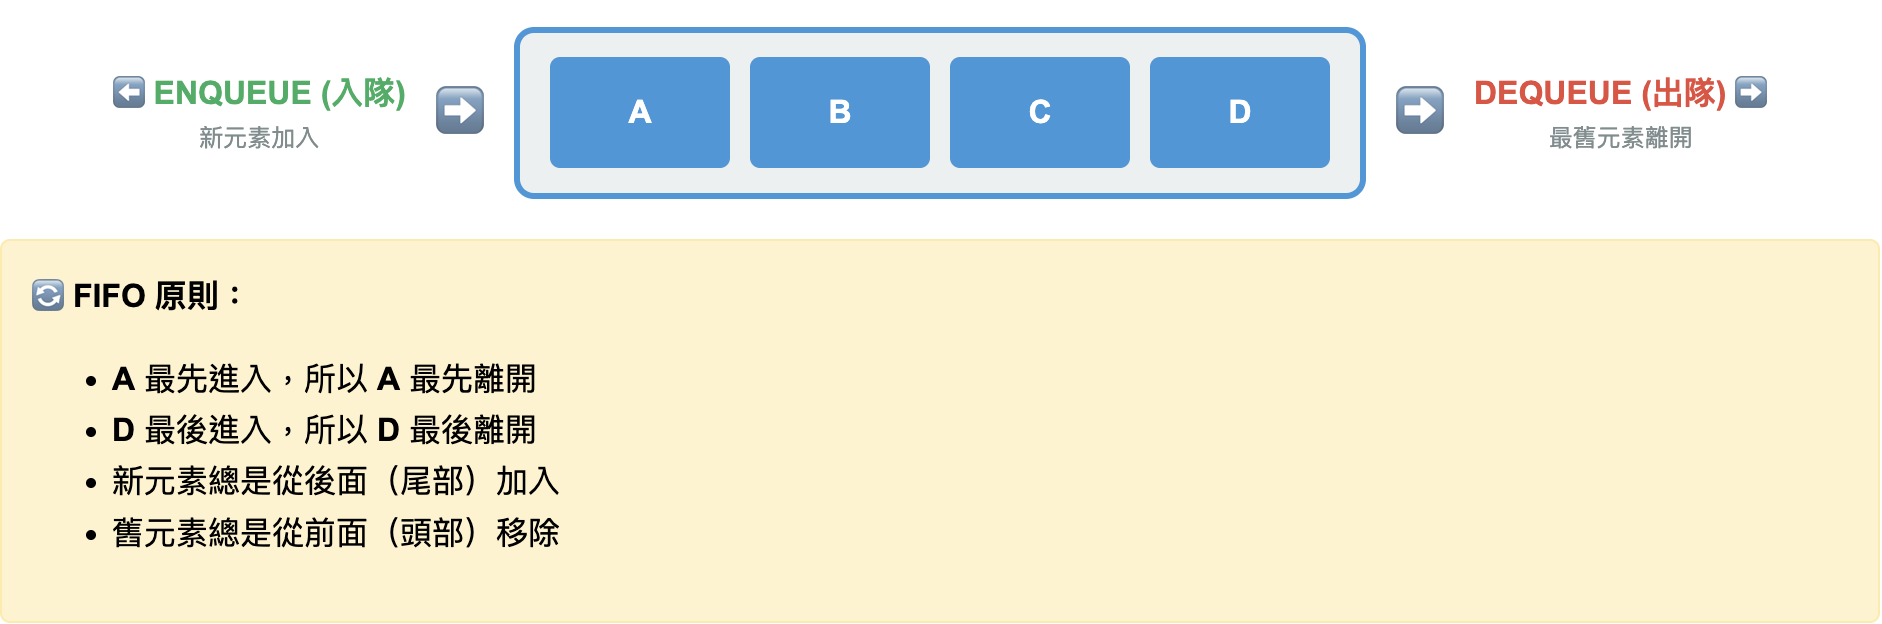 ⬅️ ENQUEUE (入隊)
新元素加入
➡️
A
B
C
D
➡️
DEQUEUE (出隊) ➡️
最舊元素離開
🔄 FIFO 原則：
• A 最先進入，所以 A 最先離開
• D 最後進入，所以 D 最後離開
• 新元素總是從後面（尾部）加入
• 舊元素總是從前面（頭部）移除